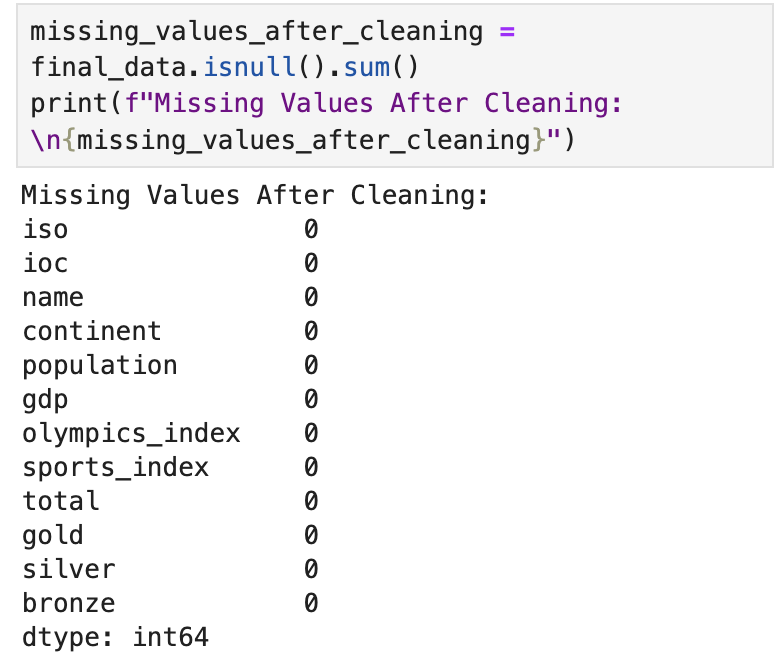 missing_values_after_cleaning =
final_data.isnull().sum()
print(f"Missing Values After Cleaning:
\n{missing_values_after_cleaning}")
Missing Values After Cleaning:
iso               0
ioc               0
name              0
continent         0
population        0
gdp               0
olympics_index    0
sports_index      0
total             0
gold              0
silver            0
bronze            0
dtype: int64